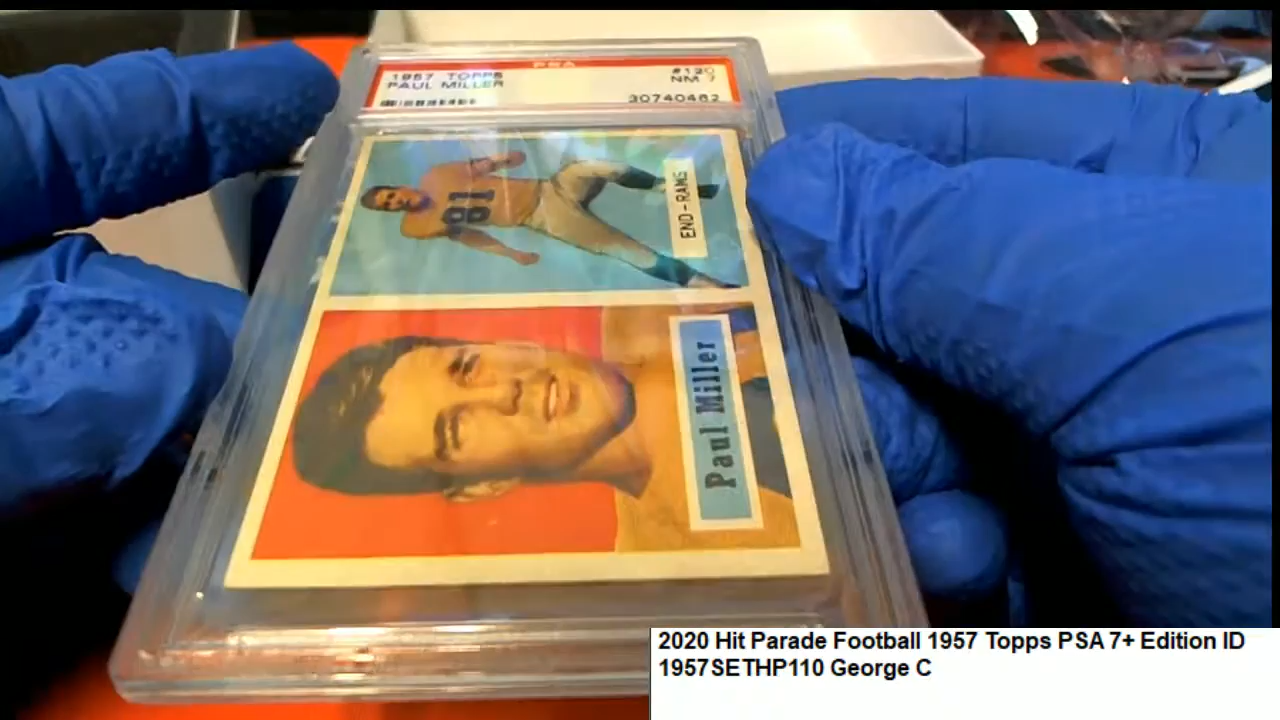 PSA
1957 TOPPS
PAUL MILLER
#120
NM 7
30740462
81
END-RAMS
Paul Miller
2020 Hit Parade Football 1957 Topps PSA 7+ Edition ID
1957SETHP110 George C